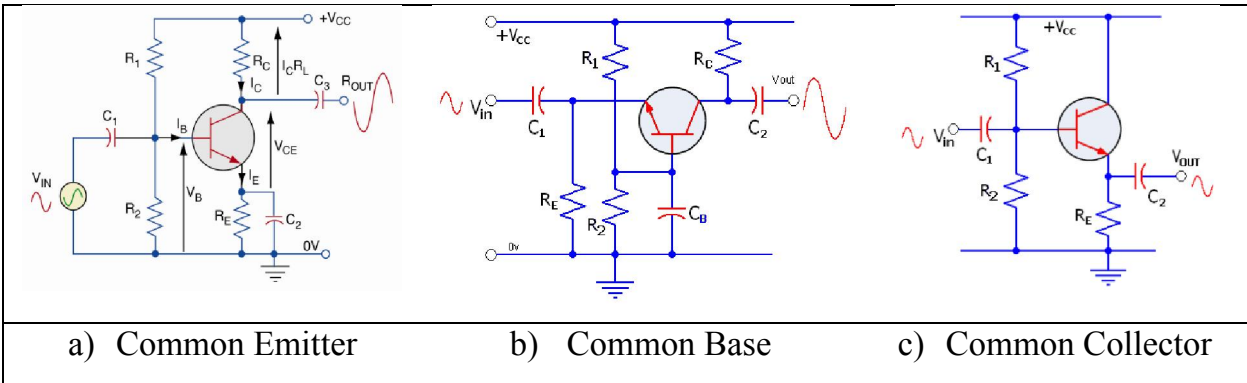 +VCC
R1
RC
ICRL
IC
C3
ROUT
C1
IB
VCE
VIN
VB
IE
R2
RE
C2
0V
+Vcc
R1
RC
Vout
Vin
C1
C2
RE
R2
CB
0v
+Vcc
R1
Vin
C1
VOUT
R2
C2
RE
a) Common Emitter
b) Common Base
c) Common Collector